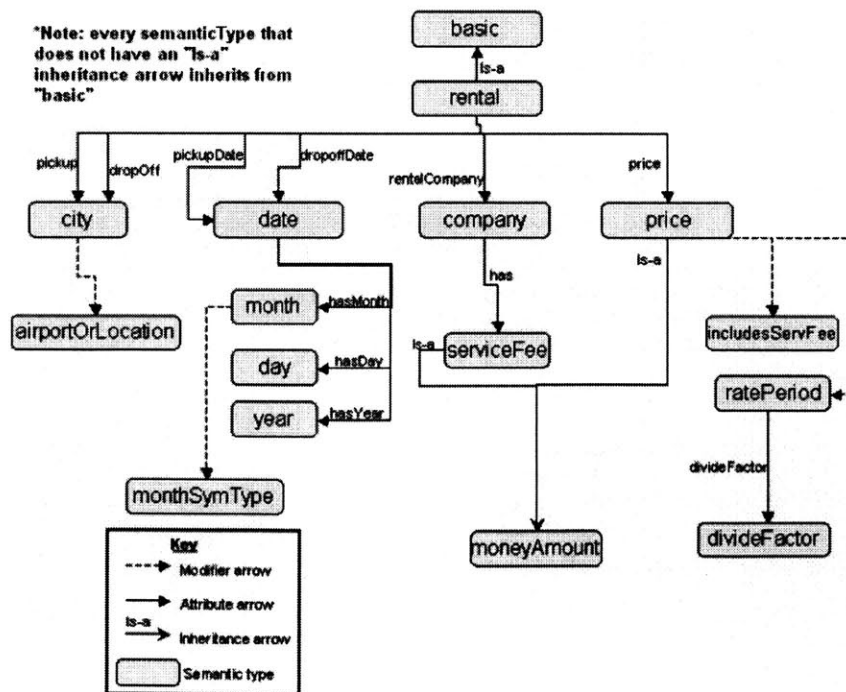 *Note: every semanticType that
does not have an "Is-a"
inheritance arrow inherits from
"basic"
basic
Is-a
rental
pickup
dropOff
pickupDate
dropoffDate
rentalCompany
price
city
date
company
price
Is-a
has
airportOrLocation
month
hasMonth
Is-a
serviceFee
includesServFee
day
hasDay
ratePeriod
year
hasYear
divideFactor
monthSymType
moneyAmount
divideFactor
Key
Modifier arrow
Attribute arrow
Is-a
Inheritance arrow
Semantic type